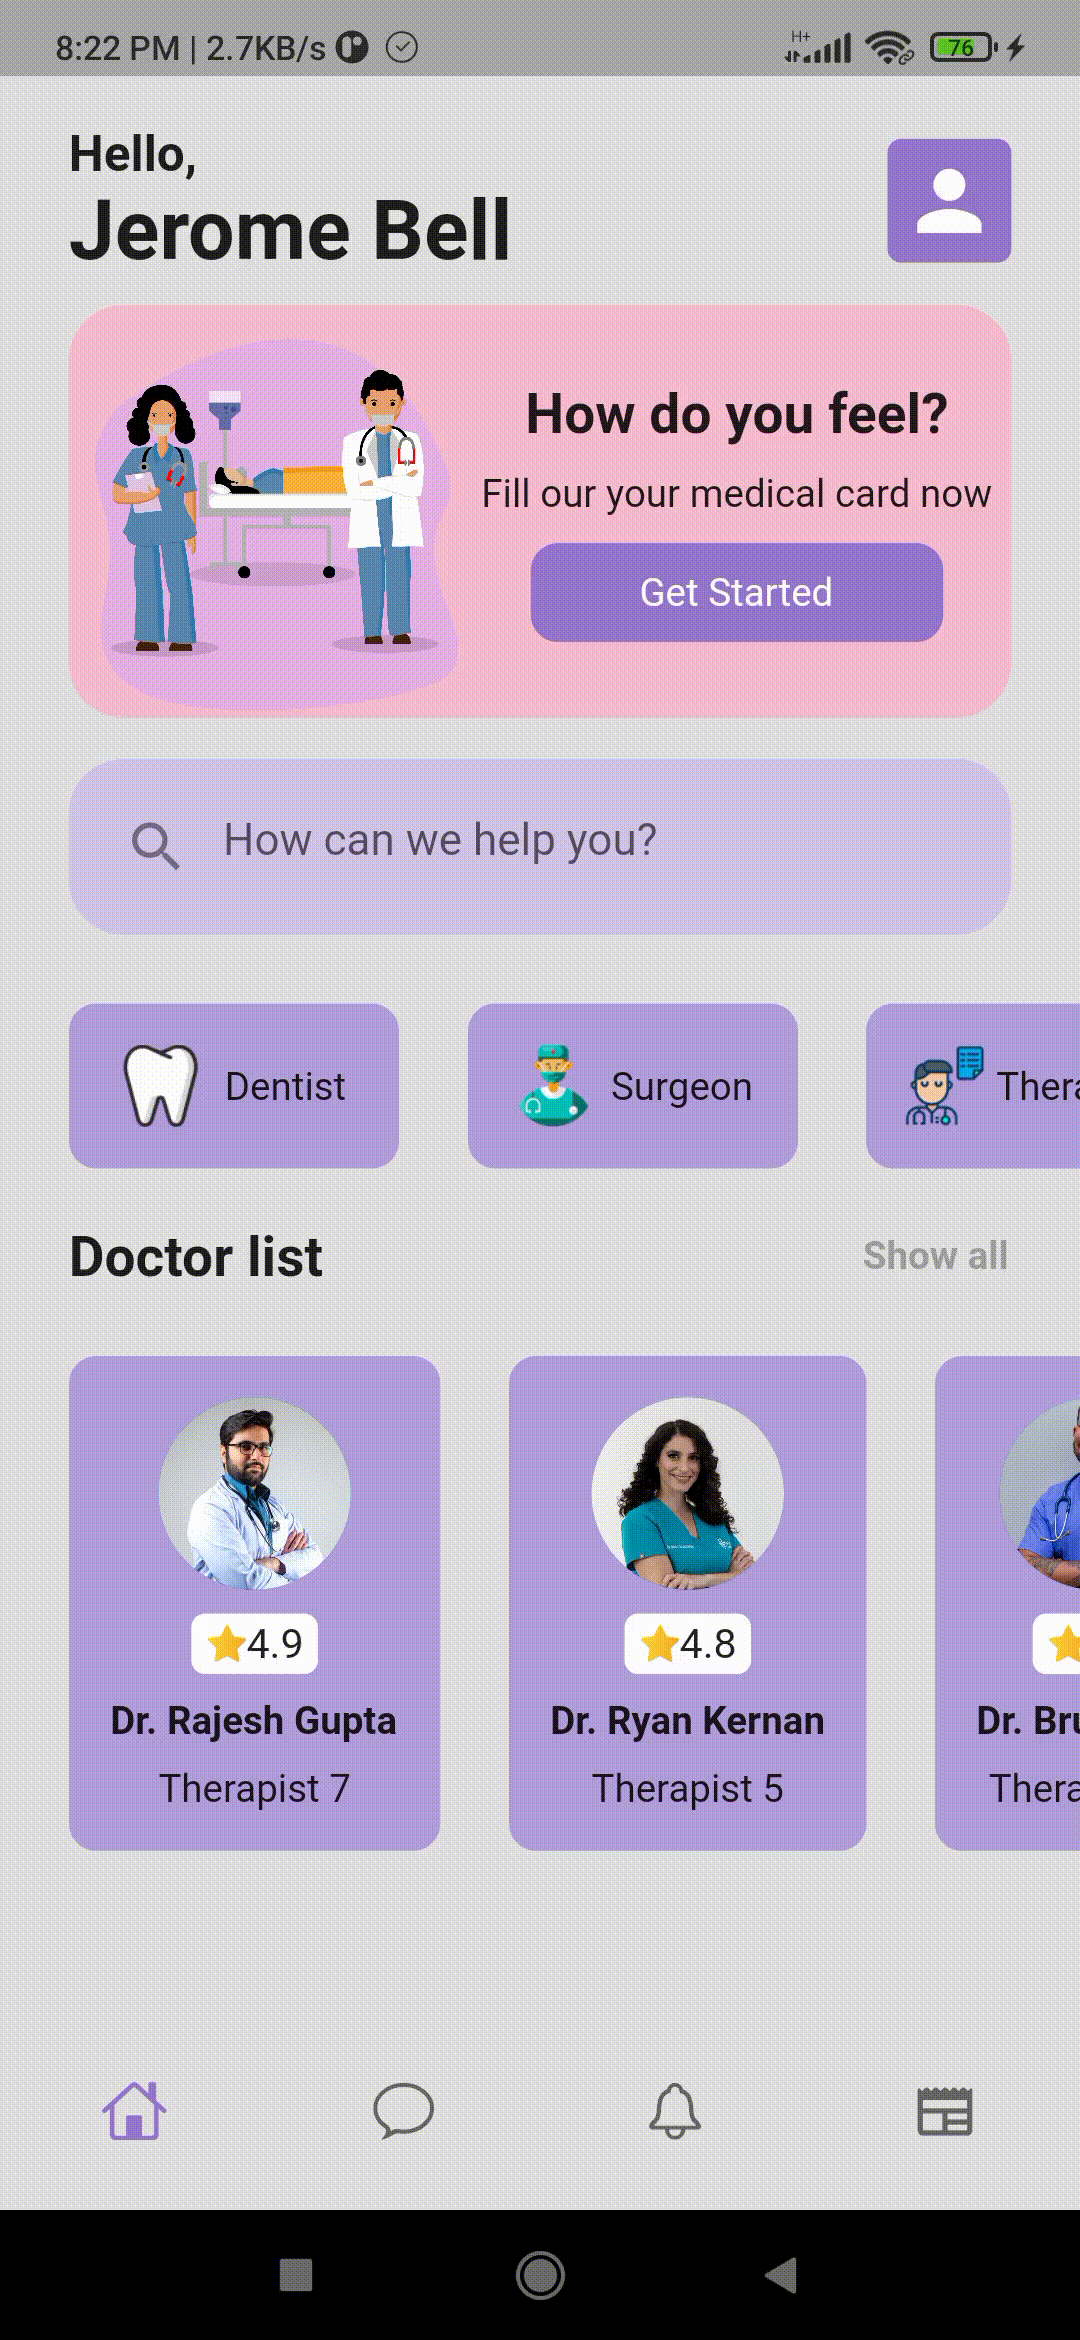 8:22 PM | 2.7KB/s
H+
76
Hello,
Jerome Bell
How do you feel?
Fill our your medical card now
Get Started
How can we help you?
Dentist
Surgeon
Thera
Doctor list
Show all
4.9
4.8
Dr. Rajesh Gupta
Dr. Ryan Kernan
Dr. Bru
Therapist 7
Therapist 5
Thera